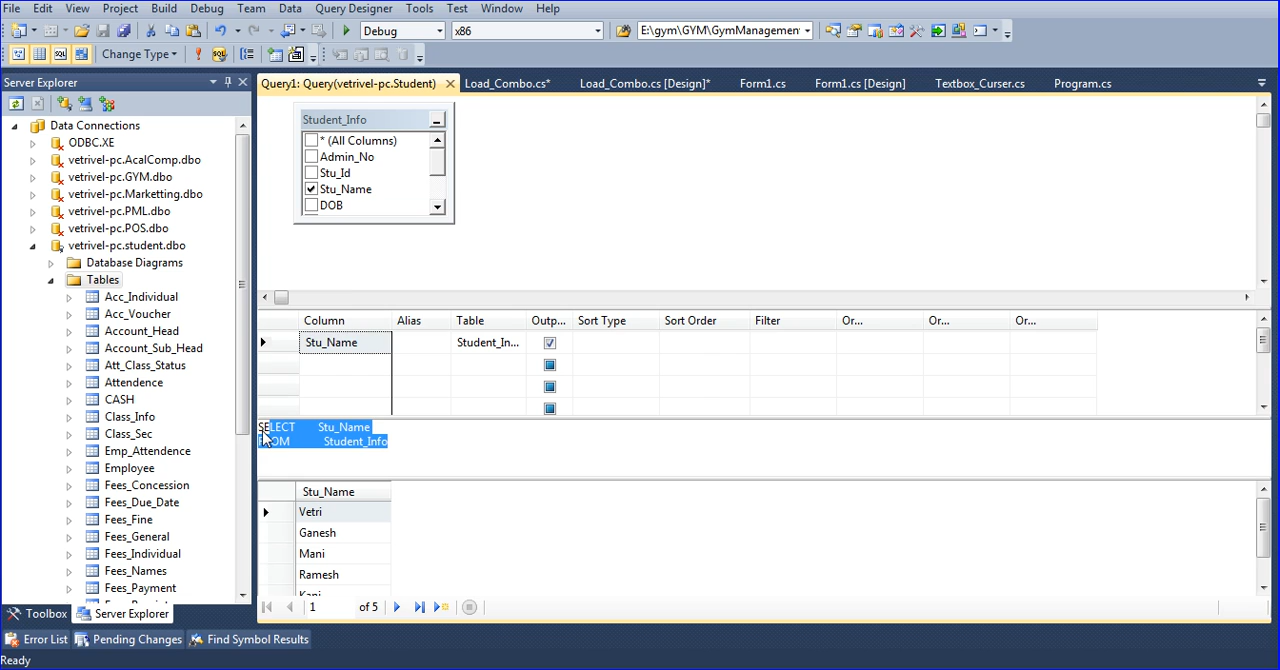 File Edit View Project Build Debug Team Data Query Designer Tools Test Window Help
Debug x86 E:\gym\GYM\GymManagemen
Change Type
Server Explorer
Query1: Query(vetrivel-pc.Student) Load_Combo.cs* Load_Combo.cs [Design]* Form1.cs Form1.cs [Design] Textbox_Curser.cs Program.cs
Data Connections
ODBC.XE
vetrivel-pc.AcalComp.dbo
vetrivel-pc.GYM.dbo
vetrivel-pc.Marketting.dbo
vetrivel-pc.PML.dbo
vetrivel-pc.POS.dbo
vetrivel-pc.student.dbo
Database Diagrams
Tables
Acc_Individual
Acc_Voucher
Account_Head
Account_Sub_Head
Att_Class_Status
Attendence
CASH
Class_Info
Class_Sec
Emp_Attendence
Employee
Fees_Concession
Fees_Due_Date
Fees_Fine
Fees_General
Fees_Individual
Fees_Names
Fees_Payment
Toolbox Server Explorer
Student_Info
* (All Columns)
Admin_No
Stu_Id
Stu_Name
DOB
Column Alias Table Outp... Sort Type Sort Order Filter Or... Or... Or...
Stu_Name Student_In...
SELECT Stu_Name
FROM Student_Info
Stu_Name
Vetri
Ganesh
Mani
Ramesh
1 of 5
Error List Pending Changes Find Symbol Results
Ready